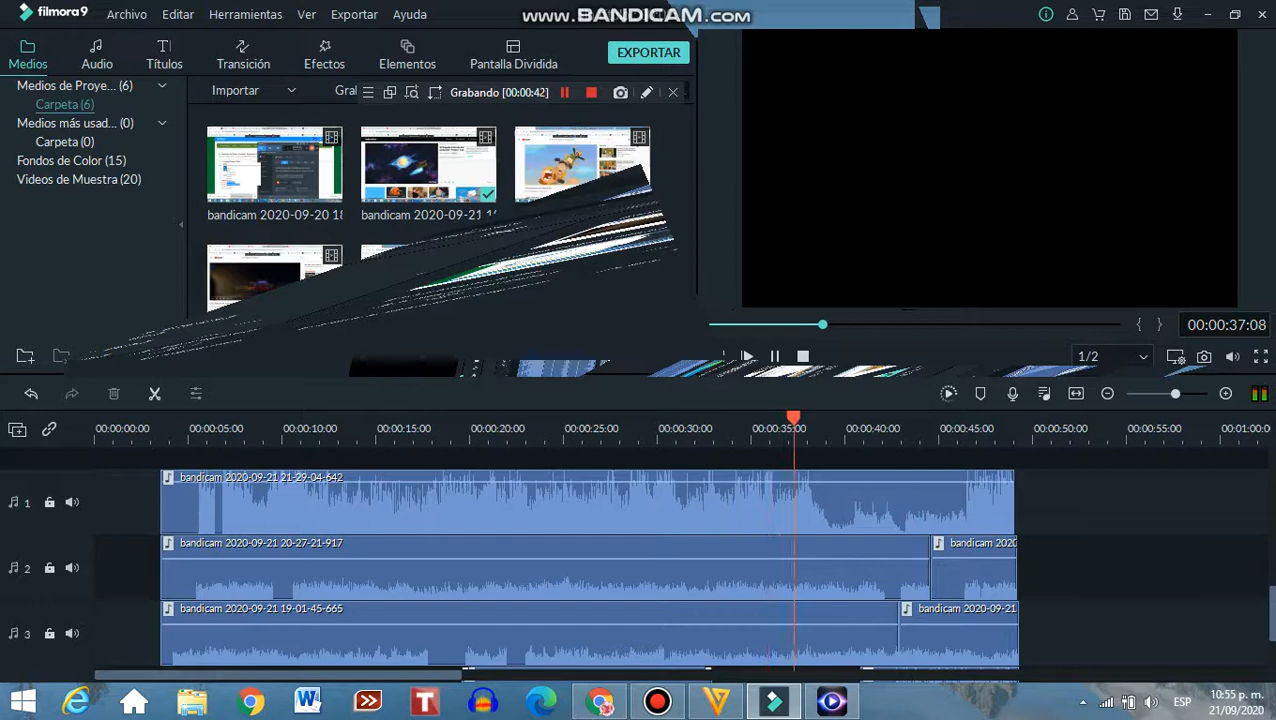 filmora9
Archivo
Editar
Herramientas
Ver
Exportar
Ayuda
www.BANDICAM.com
Medios
Audio
Títulos
Transición
Efectos
Elementos
Pantalla Dividida
EXPORTAR
Medios de Proye... (6)
Carpeta (6)
Importar
Grabando [00:00:42]
Fondos de Color (15)
Videos de Muestra (20)
bandicam 2020-09-20 18
bandicam 2020-09-21 1
00:00:37:08
1/2
00:00:00:00
00:00:05:00
00:00:10:00
00:00:15:00
00:00:20:00
00:00:25:00
00:00:30:00
00:00:35:00
00:00:40:00
00:00:45:00
00:00:50:00
00:00:55:00
00:01:00:00
bandicam 2020-09-21 21-29-04-642
1
bandicam 2020-09-21 20-27-21-917
bandicam 2020
2
bandicam 2020-09-21 19-01-45-665
bandicam 2020-09-21
3
ESP
10:55 p. m.
21/09/2020